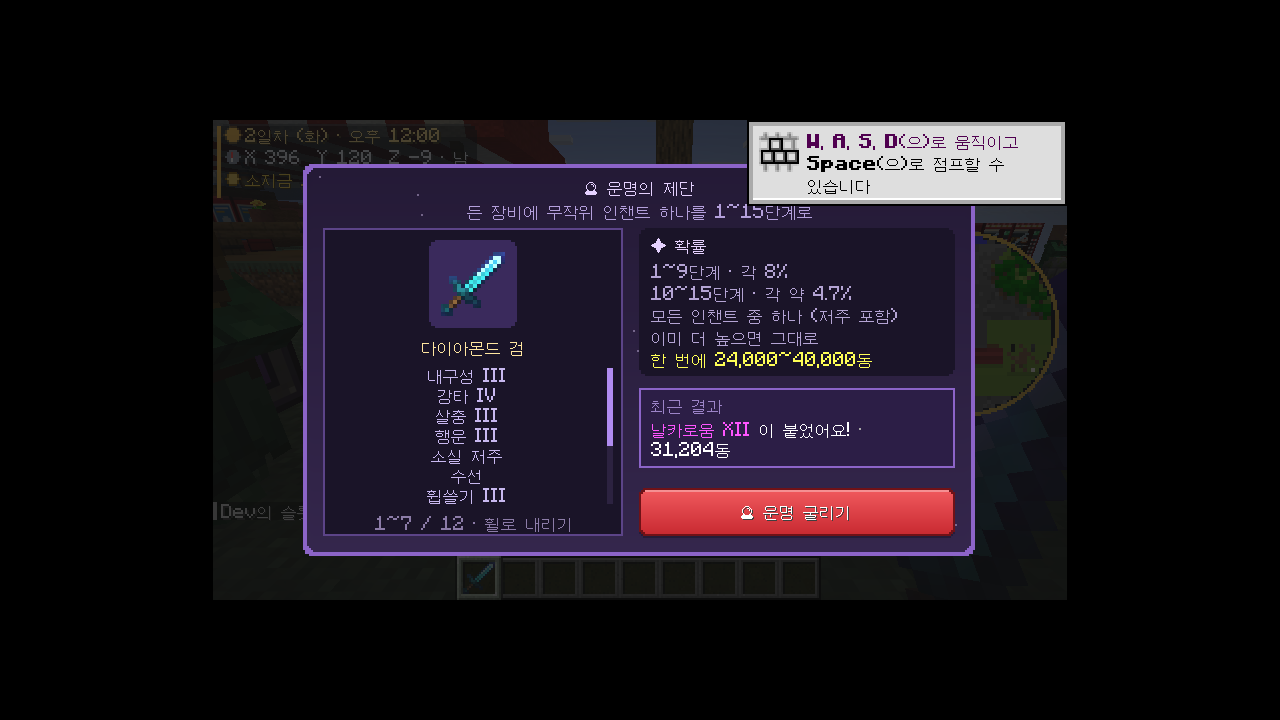 2일차 (화) · 오후 12:00
X 396 Y 120 Z -9 · 남
소지금
W, A, S, D(으)로 움직이고
Space(으)로 점프할 수
있습니다
운명의 제단
든 장비에 무작위 인챈트 하나를 1~15단계로
다이아몬드 검
내구성 III
강타 IV
살충 III
행운 III
소실 저주
수선
휩쓸기 III
1~7 / 12 · 휠로 내리기
확률
1~9단계 · 각 8%
10~15단계 · 각 약 4.7%
모든 인챈트 중 하나 (저주 포함)
이미 더 높으면 그대로
한 번에 24,000~40,000동
최근 결과
날카로움 XII 이 붙었어요! ·
31,204동
운명 굴리기
Dev의